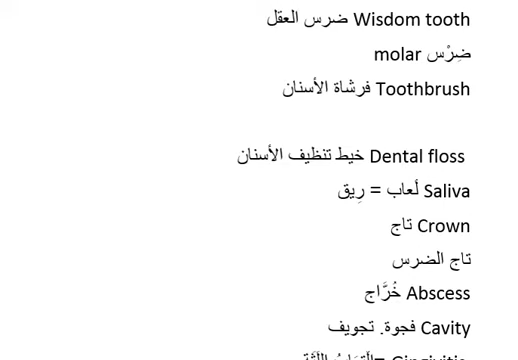 Wisdom tooth ضرس العقل
molar ضِرْس
Toothbrush فرشاة الأسنان
Dental floss خيط تنظيف الأسنان
Saliva لُعاب = رِيق
Crown تاج
تاج الضرس
Abscess خُرَّاج
Cavity فجوة. تجويف